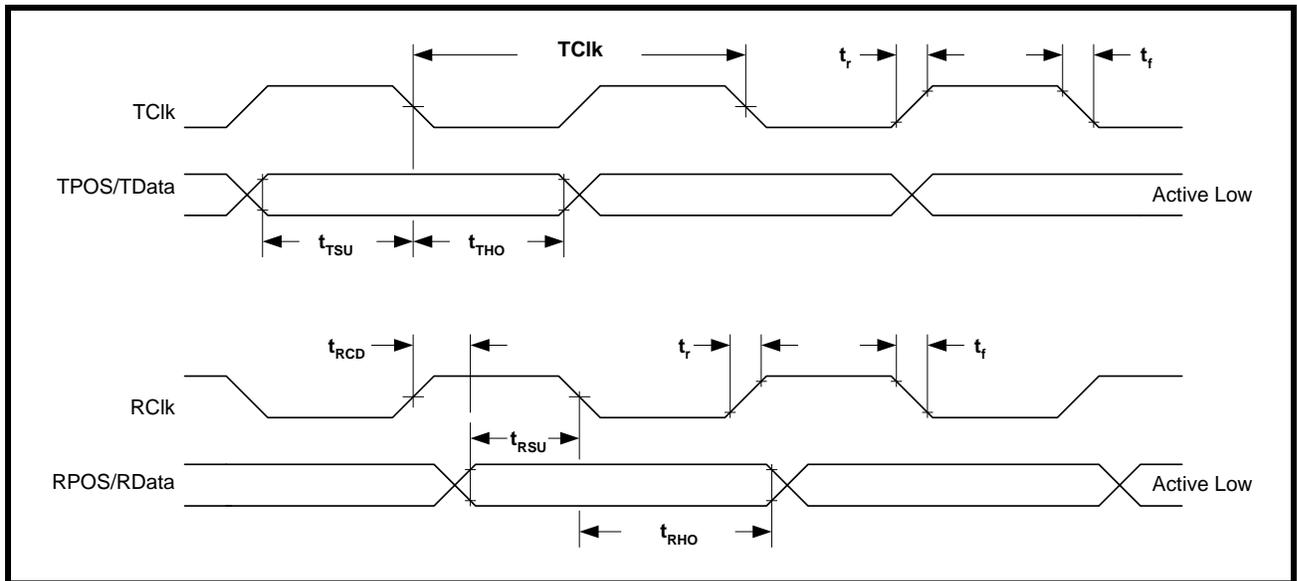 TClk
t_r
t_f
TClk
TPOS/TData
Active Low
t_TSU
t_THO
t_RCD
t_r
t_f
RClk
t_RSU
RPOS/RData
Active Low
t_RHO